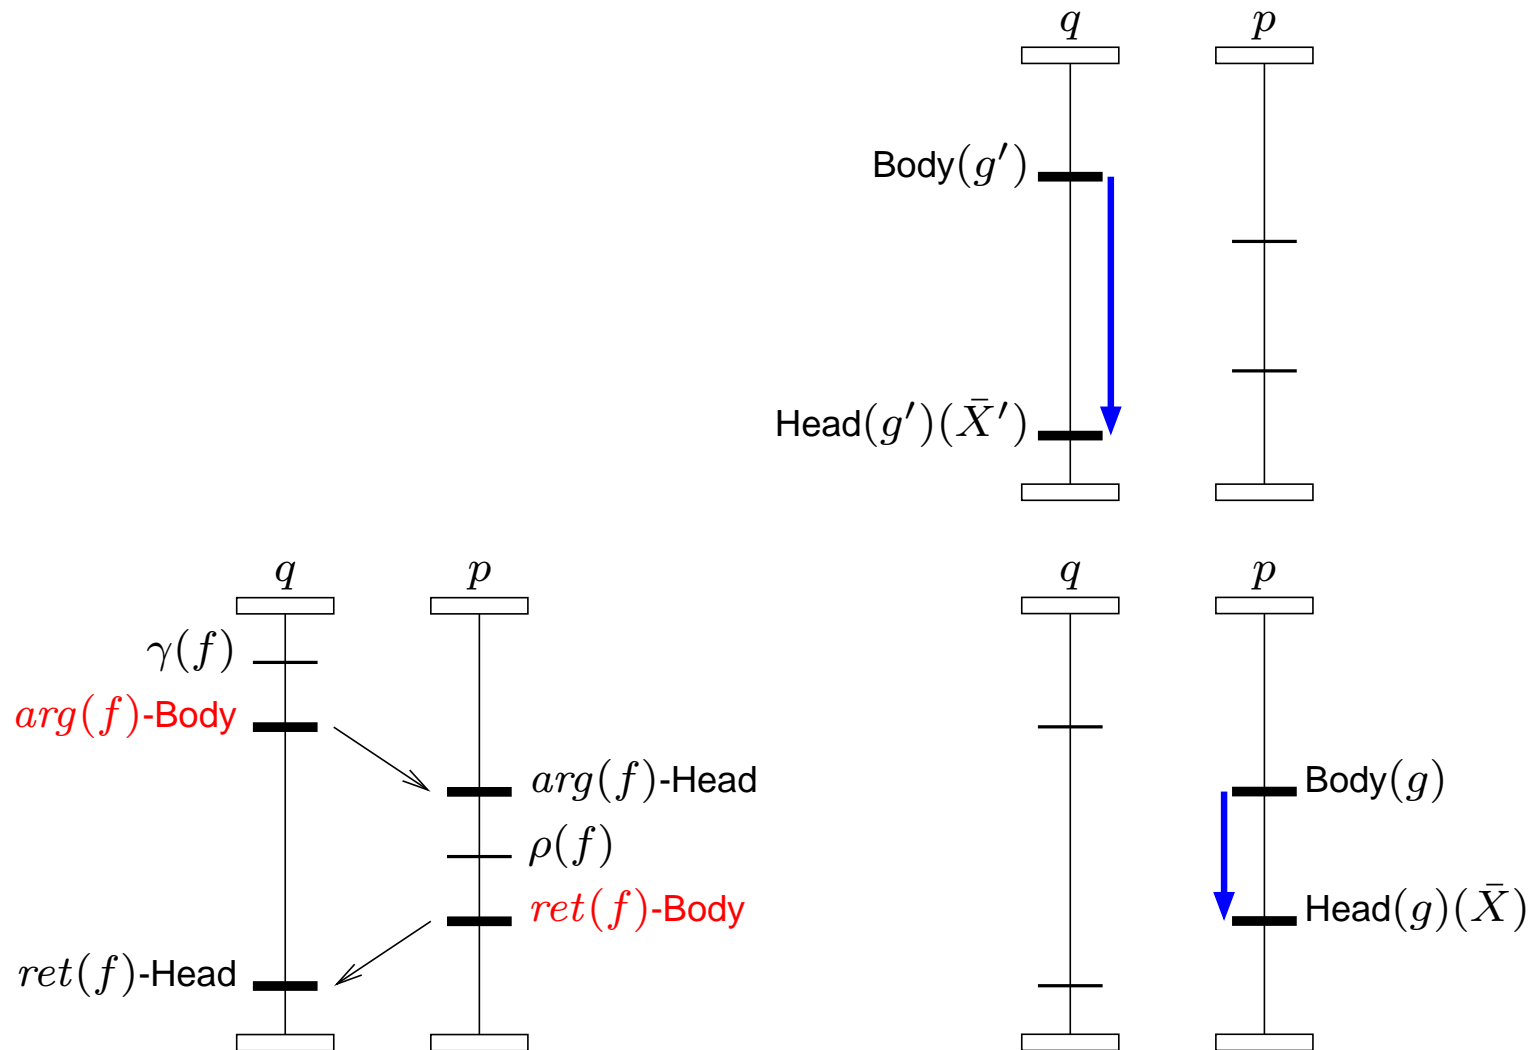 q p
Body(g′)
Head(g′)(X̄′)
q p
γ(f)
arg(f)-Body
arg(f)-Head
ρ(f)
ret(f)-Body
ret(f)-Head
q p
Body(g)
Head(g)(X̄)